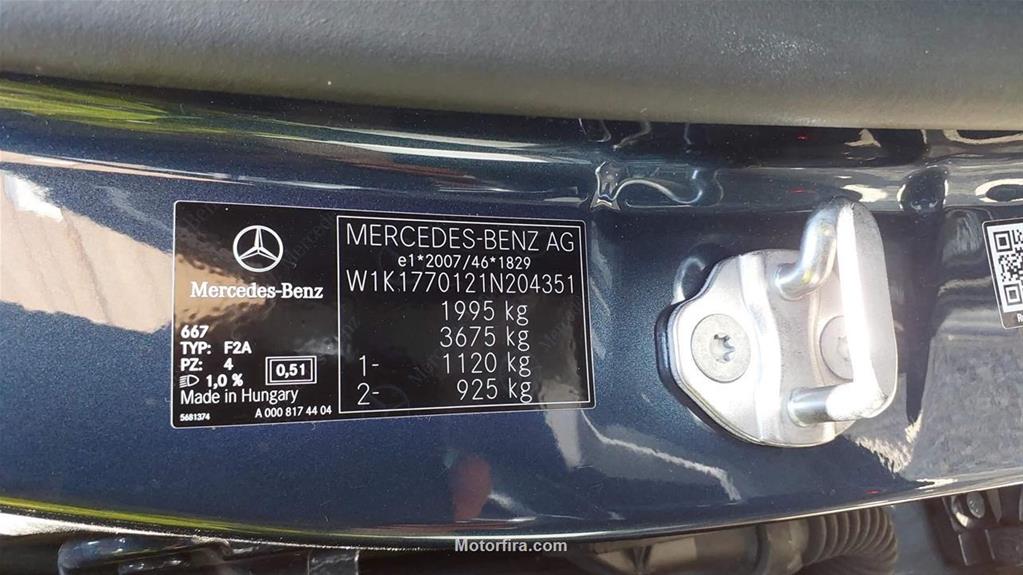 Mercedes-Benz
667
TYP: F2A
PZ: 4
1,0 %
0,51
Made in Hungary
5681374
A 000 817 44 04
MERCEDES-BENZ AG
e1*2007/46*1829
W1K1770121N204351
1995 kg
3675 kg
1- 1120 kg
2- 925 kg
Motorfira.com